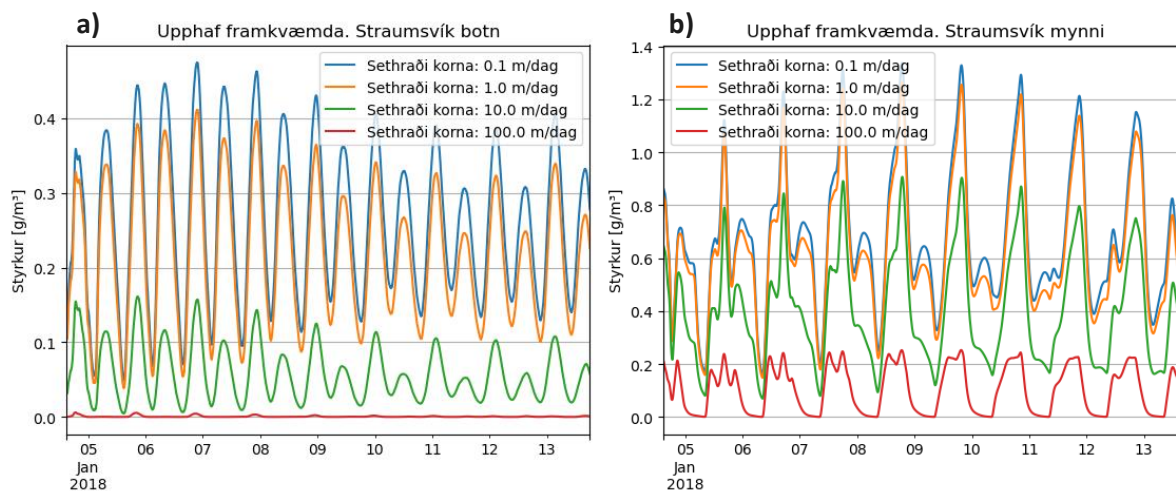 a)
Upphaf framkvæmda. Straumsvík botn
Sethraði korna: 0.1 m/dag
Sethraði korna: 1.0 m/dag
Sethraði korna: 10.0 m/dag
Sethraði korna: 100.0 m/dag
Styrkur [g/m³]
0.4
0.3
0.2
0.1
0.0
05 06 07 08 09 10 11 12 13
Jan
2018
b)
Upphaf framkvæmda. Straumsvík mynni
Sethraði korna: 0.1 m/dag
Sethraði korna: 1.0 m/dag
Sethraði korna: 10.0 m/dag
Sethraði korna: 100.0 m/dag
Styrkur [g/m³]
1.4
1.2
1.0
0.8
0.6
0.4
0.2
0.0
05 06 07 08 09 10 11 12 13
Jan
2018